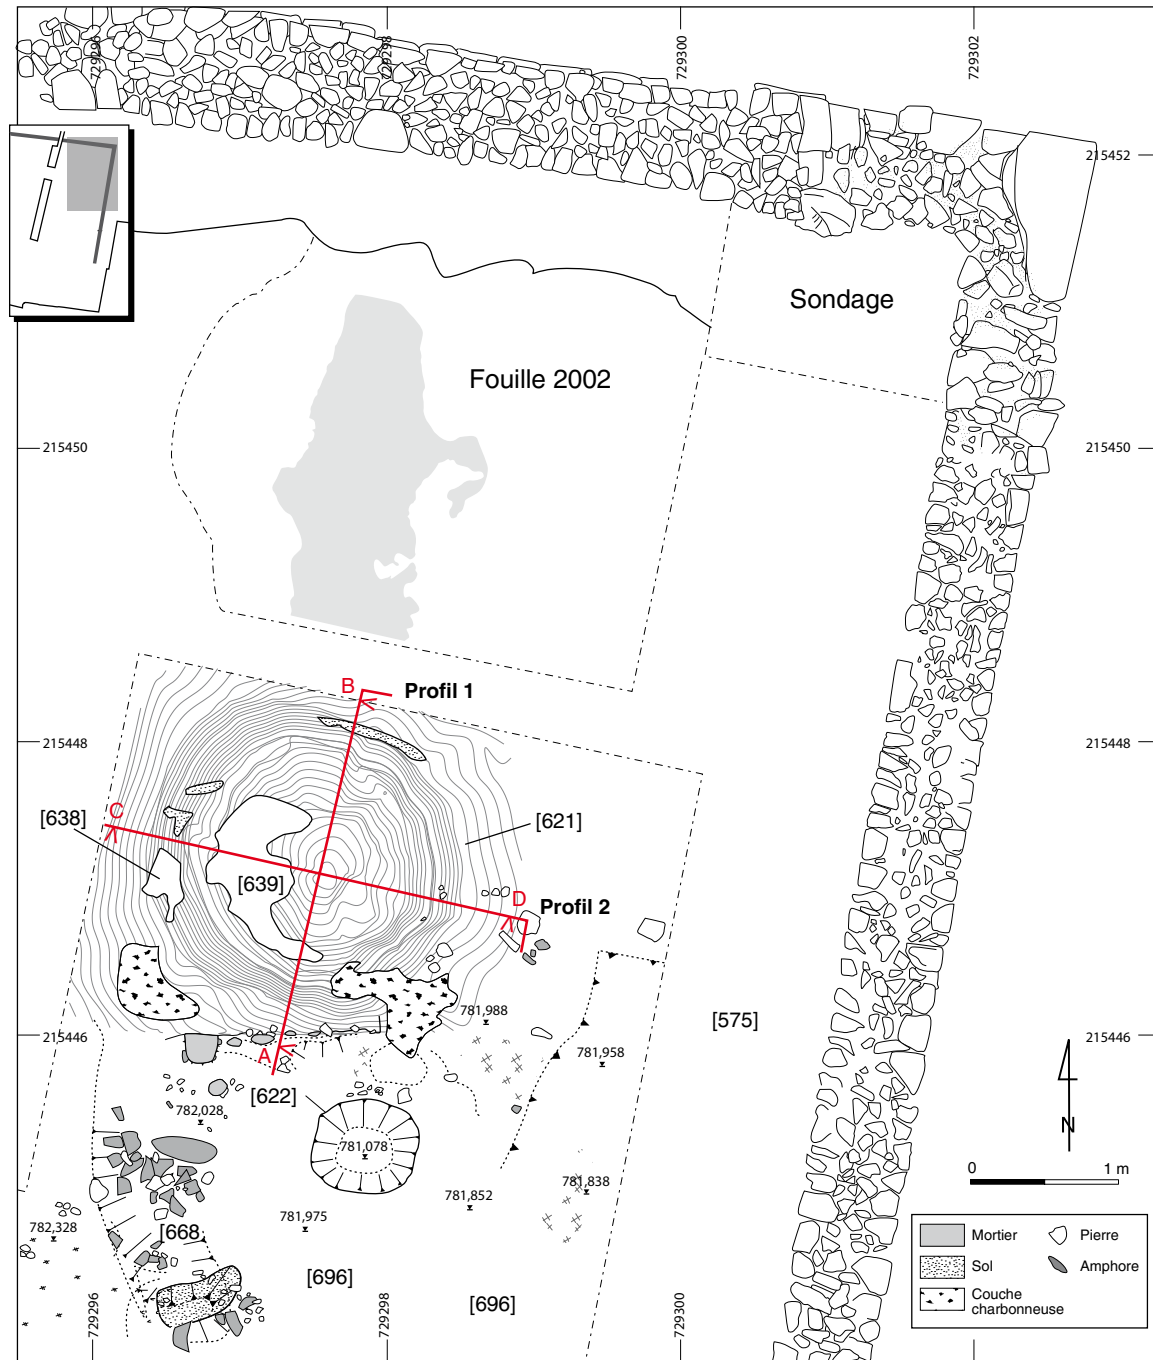 729296
729298
729300
729302
215452
Sondage
Fouille 2002
215450
215450
B
Profil 1
215448
215448
C
[638]
[621]
[639]
D
Profil 2
781,988
[575]
215446
215446
A
781,958
[622]
782,028
N
781,078
0
1 m
781,838
781,852
782,328
[668
781,975
Mortier
Pierre
Sol
Amphore
[696]
[696]
Couche
charbonneuse
729296
729298
729300